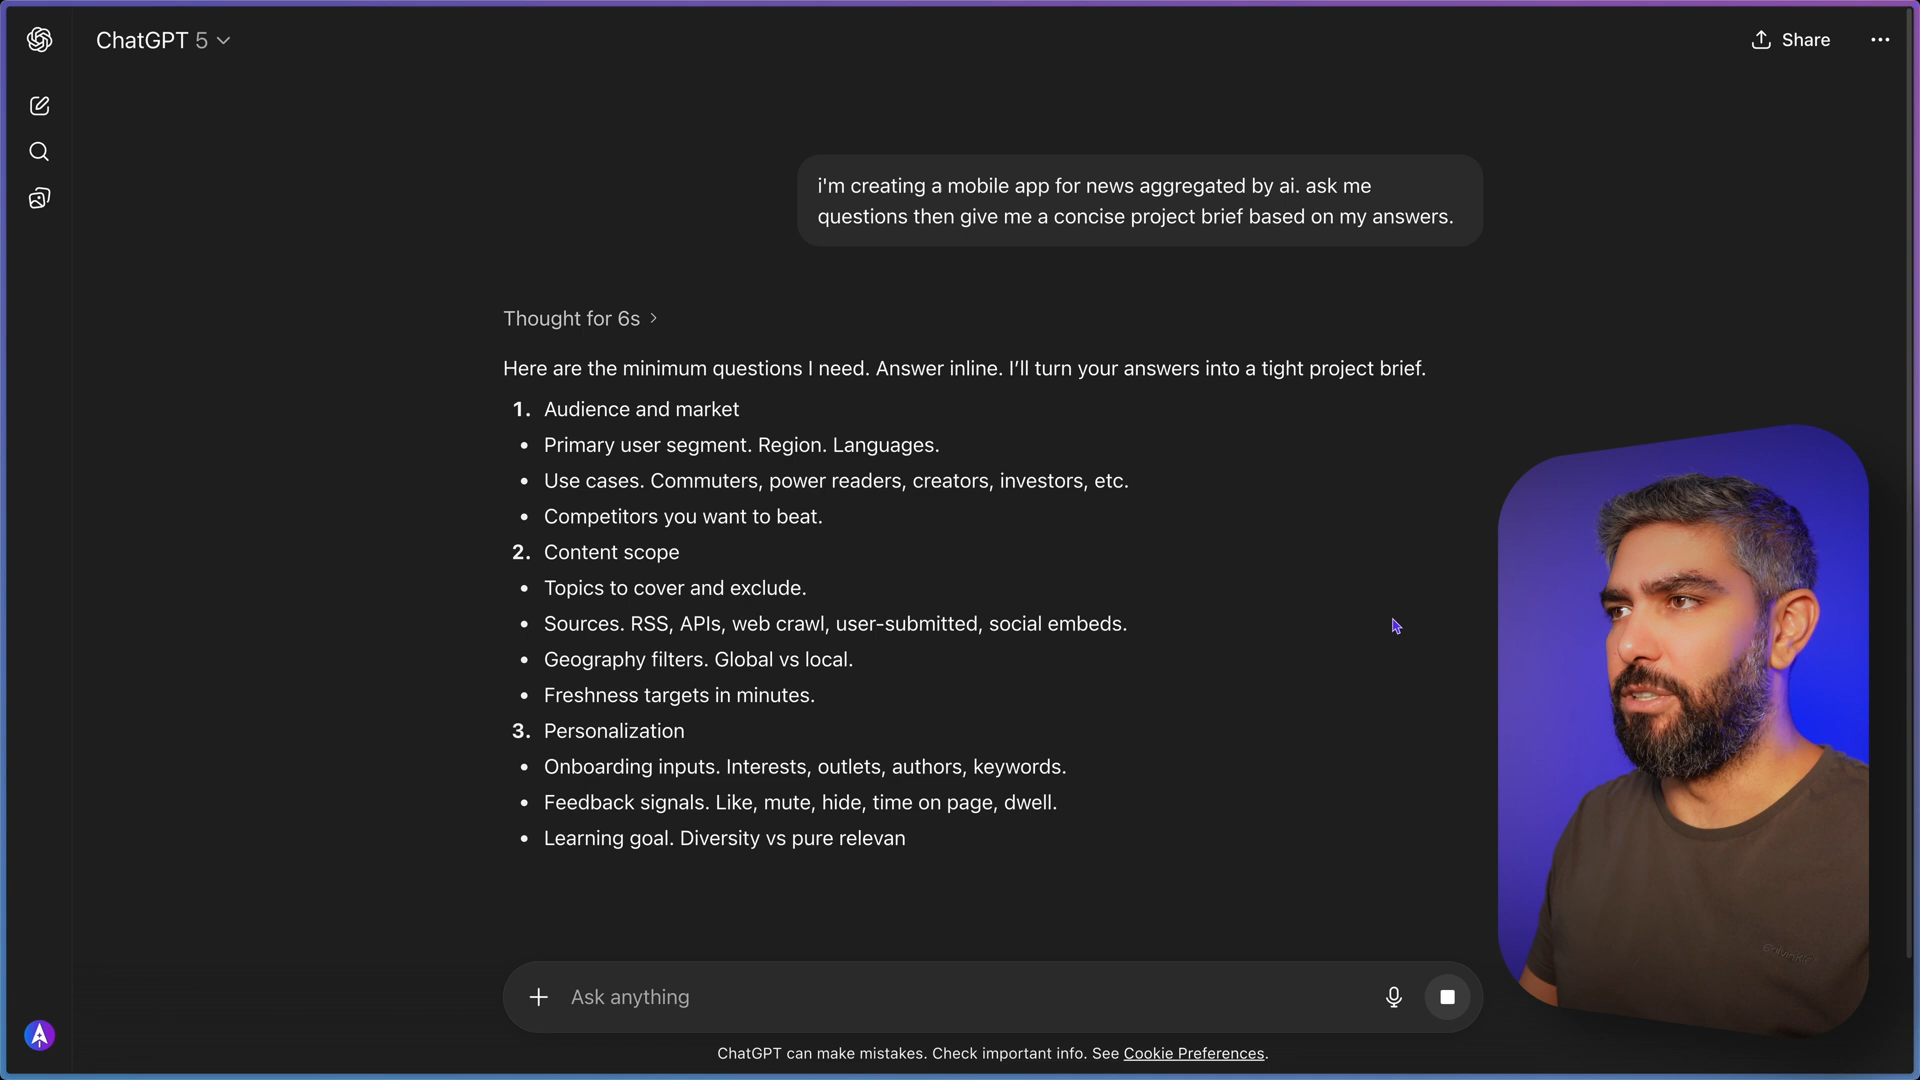 ChatGPT 5
Share
i'm creating a mobile app for news aggregated by ai. ask me
questions then give me a concise project brief based on my answers.
Thought for 6s
Here are the minimum questions I need. Answer inline. I’ll turn your answers into a tight project brief.
1. Audience and market
• Primary user segment. Region. Languages.
• Use cases. Commuters, power readers, creators, investors, etc.
• Competitors you want to beat.
2. Content scope
• Topics to cover and exclude.
• Sources. RSS, APIs, web crawl, user-submitted, social embeds.
• Geography filters. Global vs local.
• Freshness targets in minutes.
3. Personalization
• Onboarding inputs. Interests, outlets, authors, keywords.
• Feedback signals. Like, mute, hide, time on page, dwell.
• Learning goal. Diversity vs pure relevan
Ask anything
ChatGPT can make mistakes. Check important info. See Cookie Preferences.